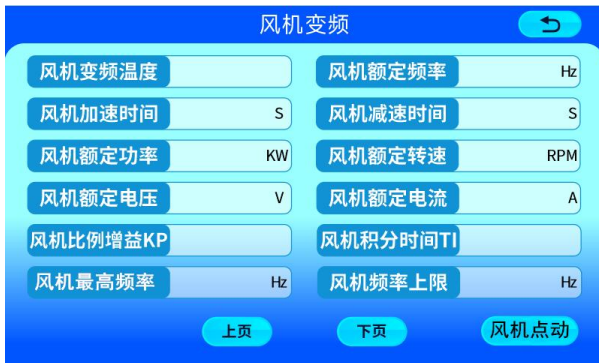 风机变频
风机变频温度 风机额定频率 Hz
风机加速时间 S 风机减速时间 S
风机额定功率 KW 风机额定转速 RPM
风机额定电压 V 风机额定电流 A
风机比例增益KP 风机积分时间TI
风机最高频率 Hz 风机频率上限 Hz
上页 下页 风机点动